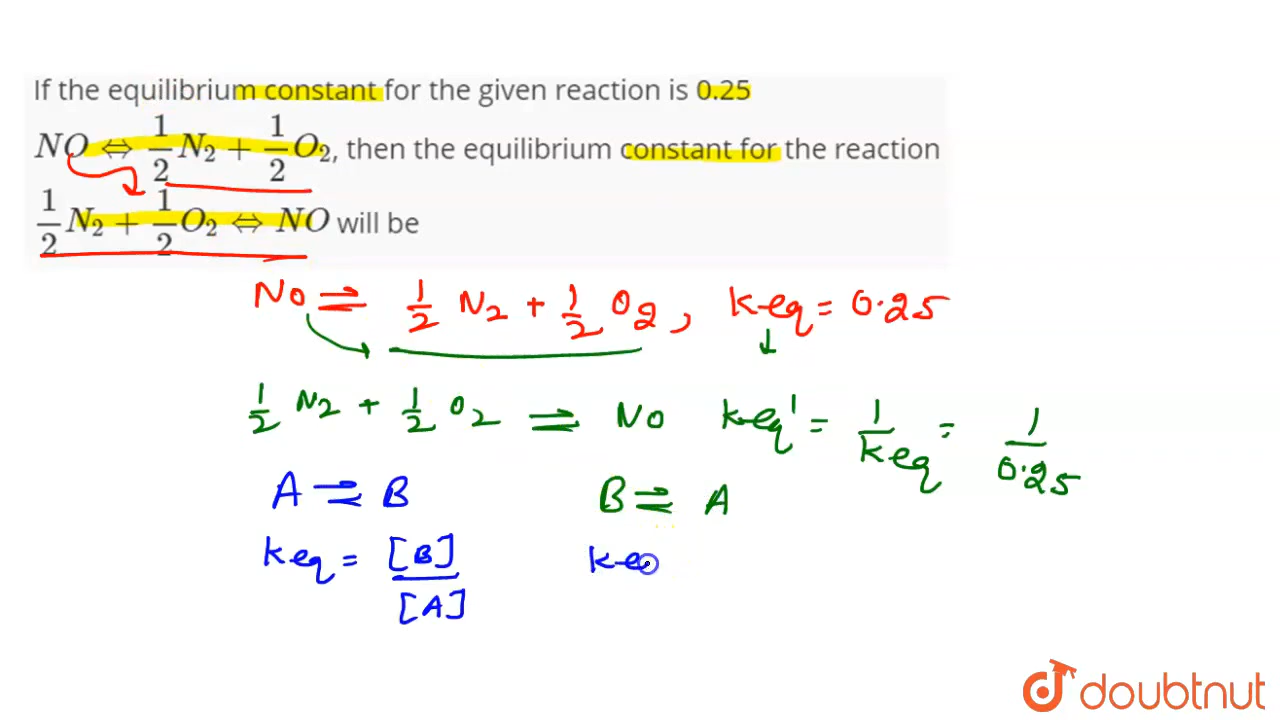 If the equilibrium constant for the given reaction is 0.25
NO ⇔ 1/2 N₂ + 1/2 O₂, then the equilibrium constant for the reaction
1/2 N₂ + 1/2 O₂ ⇔ NO will be
NO ⇌ 1/2 N₂ + 1/2 O₂, keq = 0.25
1/2 N₂ + 1/2 O₂ ⇌ NO keq' = 1/keq = 1/0.25
A ⇌ B B ⇌ A
keq = [B]/[A] keq
doubtnut